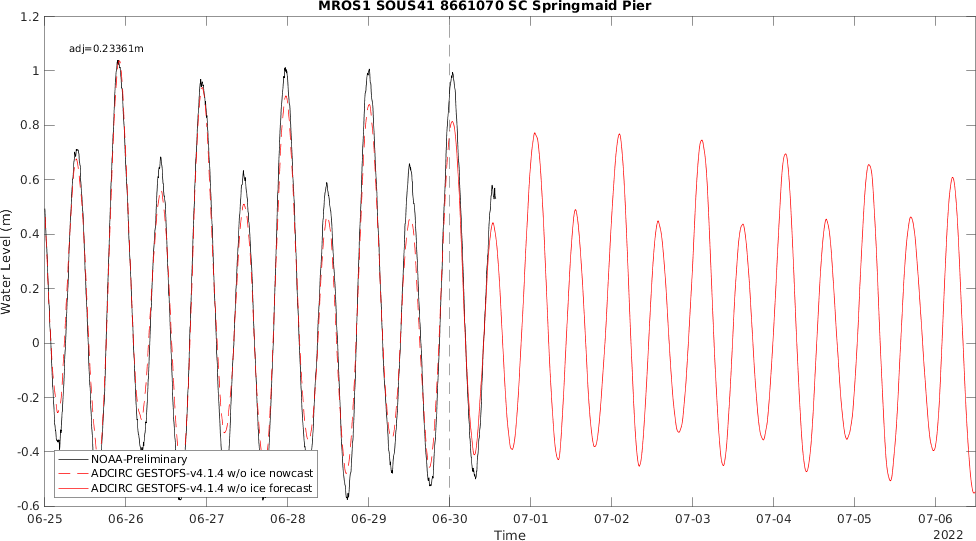 MROS1 SOUS41 8661070 SC Springmaid Pier
1.2
adj=0.23361m
1
0.8
0.6
0.4
0.2
0
-0.2
-0.4
-0.6
Water Level (m)
NOAA-Preliminary
ADCIRC GESTOFS-v4.1.4 w/o ice nowcast
ADCIRC GESTOFS-v4.1.4 w/o ice forecast
06-25 06-26 06-27 06-28 06-29 06-30 07-01 07-02 07-03 07-04 07-05 07-06
Time
2022